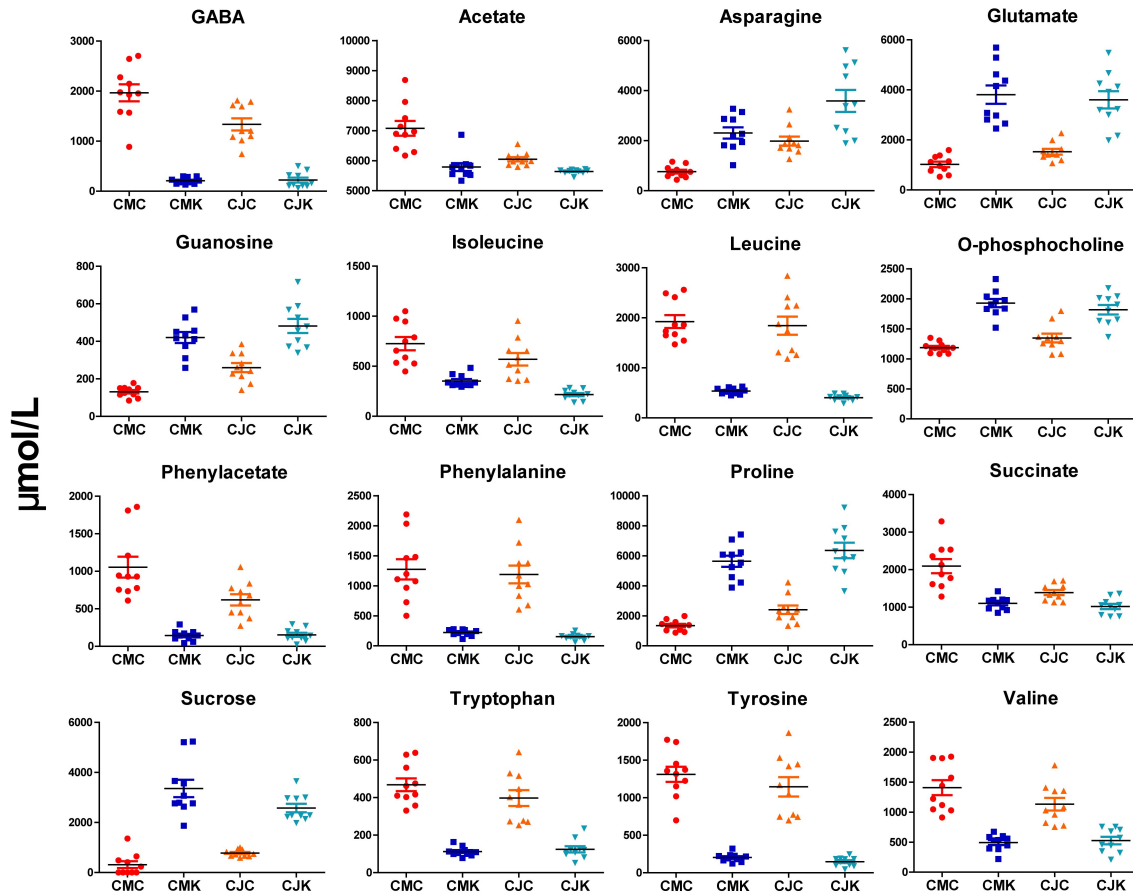 GABA Acetate Asparagine Glutamate
3000 10000 6000 6000
9000
2000 8000 4000 4000
7000
1000 2000 2000
6000
0 5000 0 0
CMC CMK CJC CJK CMC CMK CJC CJK CMC CMK CJC CJK CMC CMK CJC CJK
Guanosine Isoleucine Leucine O-phosphocholine
800 1500 3000 2500
600 2000
1000 2000
400 1500
500 1000 1000
200 500
0 0 0 0
CMC CMK CJC CJK CMC CMK CJC CJK CMC CMK CJC CJK CMC CMK CJC CJK
µmol/L
Phenylacetate Phenylalanine Proline Succinate
2000 2500 10000 4000
2000 8000
1500 3000
1500 6000
1000 2000
1000 4000
500 1000
500 2000
0 0 0 0
CMC CMK CJC CJK CMC CMK CJC CJK CMC CMK CJC CJK CMC CMK CJC CJK
Sucrose Tryptophan Tyrosine Valine
6000 800 2000 2500
600 1500 2000
4000
400 1000 1500
2000 1000
200 500
500
0 0 0 0
CMC CMK CJC CJK CMC CMK CJC CJK CMC CMK CJC CJK CMC CMK CJC CJK